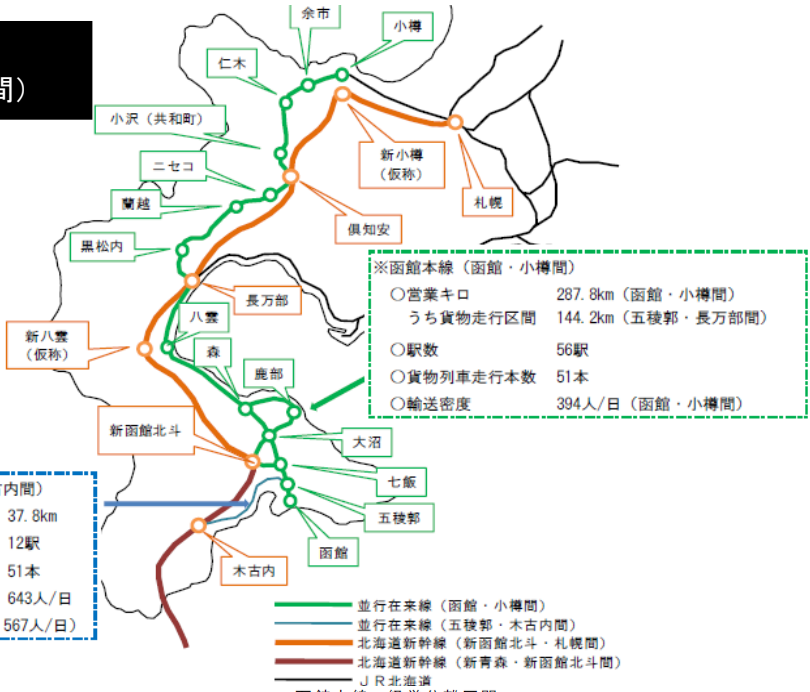 間）
余市
小樽
仁木
小沢（共和町）
ニセコ
蘭越
黒松内
新小樽
（仮称）
札幌
倶知安
長万部
八雲
新八雲
（仮称）
森
鹿部
新函館北斗
大沼
七飯
五稜郭
函館
木古内
※函館本線（函館・小樽間）
○営業キロ 287.8km（函館・小樽間）
うち貨物走行区間 144.2km（五稜郭・長万部間）
○駅数 56駅
○貨物列車走行本数 51本
○輸送密度 394人/日（函館・小樽間）
内間）
37.8km
12駅
51本
643人/日
567人/日）
並行在来線（函館・小樽間）
並行在来線（五稜郭・木古内間）
北海道新幹線（新函館北斗・札幌間）
北海道新幹線（新青森・新函館北斗間）
ＪＲ北海道